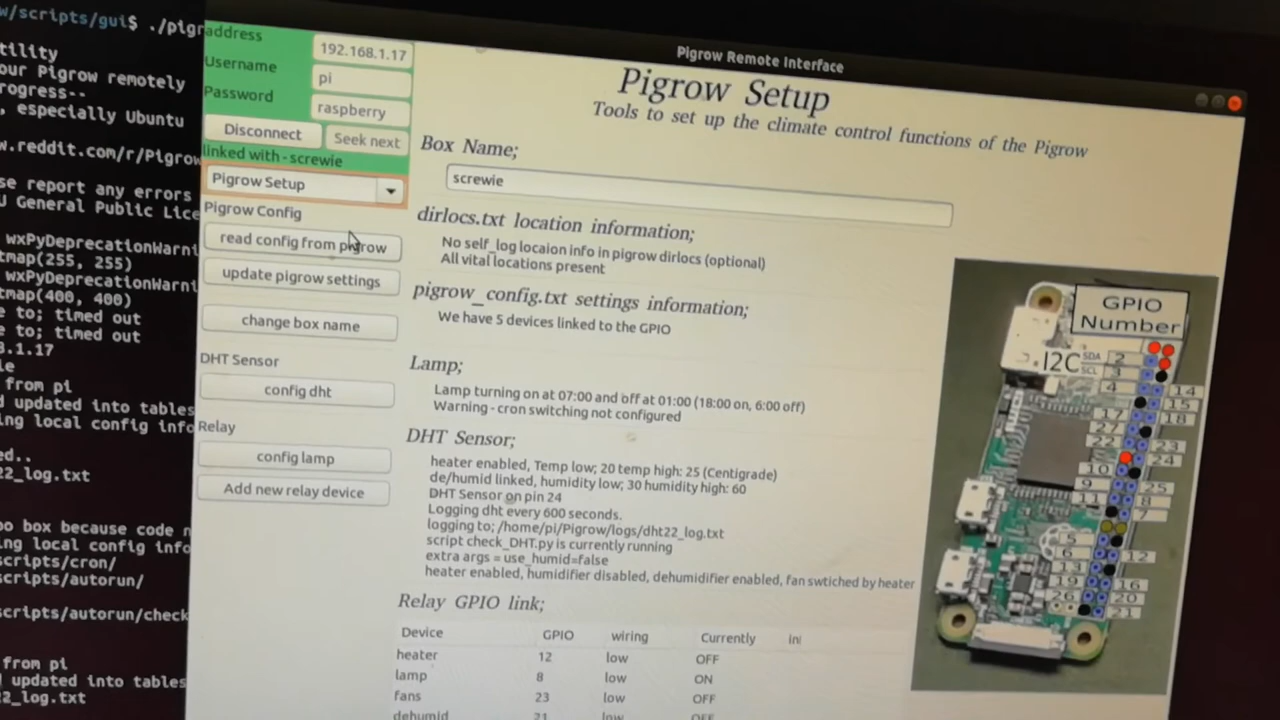 w/scripts/gui$ ./pigr
tility
our Pigrow remotely
rogress--
, especially Ubuntu
w.reddit.com/r/Pigrow
se report any errors
U General Public Lice
wxPyDeprecationWarni
tmap(255, 255)
wxPyDeprecationWarni
tmap(400, 400)
e to; timed out
e to; timed out
3.1.17
le
from pi
d updated into tables
ing local config info
ed..
22_log.txt
bo box because code n
ing local config info
scripts/cron/
scripts/autorun/
scripts/autorun/check
from pi
d updated into tables
2_log.txt
Pigrow Remote Interface
address
192.168.1.17
Username
pi
Password
raspberry
Disconnect
Seek next
linked with - screwie
Pigrow Setup
Pigrow Config
read config from pigrow
update pigrow settings
change box name
DHT Sensor
config dht
Relay
config lamp
Add new relay device
Pigrow Setup
Tools to set up the climate control functions of the Pigrow
Box Name;
screwie
dirlocs.txt location information;
No self_log locaion info in pigrow dirlocs (optional)
All vital locations present
pigrow_config.txt settings information;
We have 5 devices linked to the GPIO
Lamp;
Lamp turning on at 07:00 and off at 01:00 (18:00 on, 6:00 off)
Warning - cron switching not configured
DHT Sensor;
heater enabled, Temp low; 20 temp high: 25 (Centigrade)
de/humid linked, humidity low; 30 humidity high: 60
DHT Sensor on pin 24
Logging dht every 600 seconds.
logging to; /home/pi/Pigrow/logs/dht22_log.txt
script check_DHT.py is currently running
extra args = use_humid=false
heater enabled, humidifier disabled, dehumidifier enabled, fan swtiched by heater
Relay GPIO link;
Device GPIO wiring Currently in
heater 12 low OFF
lamp 8 low ON
fans 23 low OFF
dehumid 21 low OFF
GPIO
Number
I2C
SDA
SCL
2
3
4
14
15
17
18
27
22
23
24
10
9
25
11
8
7
5
6
12
13
19
16
26
20
21